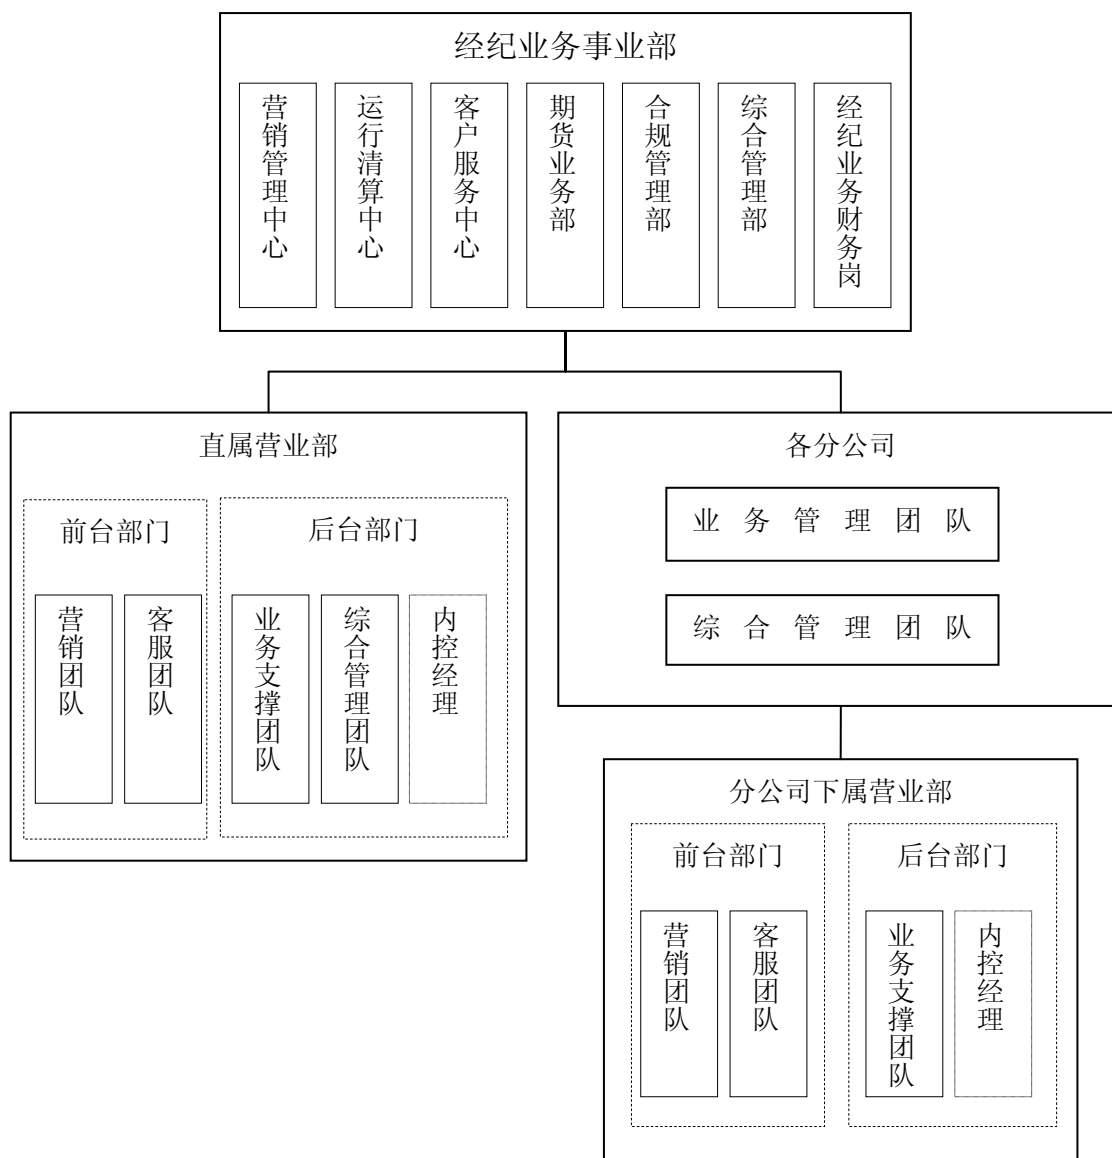 经纪业务事业部
营销管理中心
运行清算中心
客户服务中心
期货业务部
合规管理部
综合管理部
经纪业务财务岗
直属营业部
前台部门
营销团队
客服团队
后台部门
业务支撑团队
综合管理团队
内控经理
各分公司
业务管理团队
综合管理团队
分公司下属营业部
前台部门
营销团队
客服团队
后台部门
业务支撑团队
内控经理